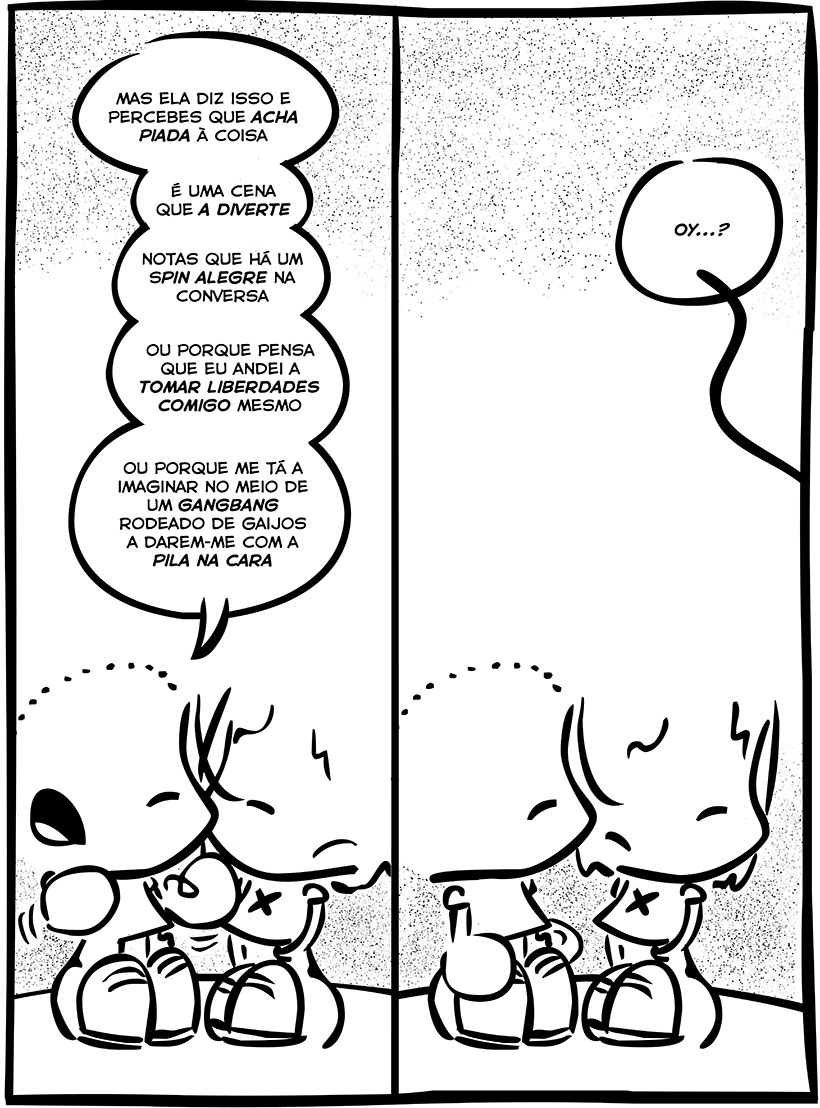 MAS ELA DIZ ISSO E
PERCEBES QUE ACHA
PIADA À COISA
É UMA CENA
QUE A DIVERTE
NOTAS QUE HÁ UM
SPIN ALEGRE NA
CONVERSA
OU PORQUE PENSA
QUE EU ANDEI A
TOMAR LIBERDADES
COMIGO MESMO
OU PORQUE ME TÁ A
IMAGINAR NO MEIO DE
UM GANGBANG
RODEADO DE GAIJOS
A DAREM-ME COM A
PILA NA CARA
OY...?